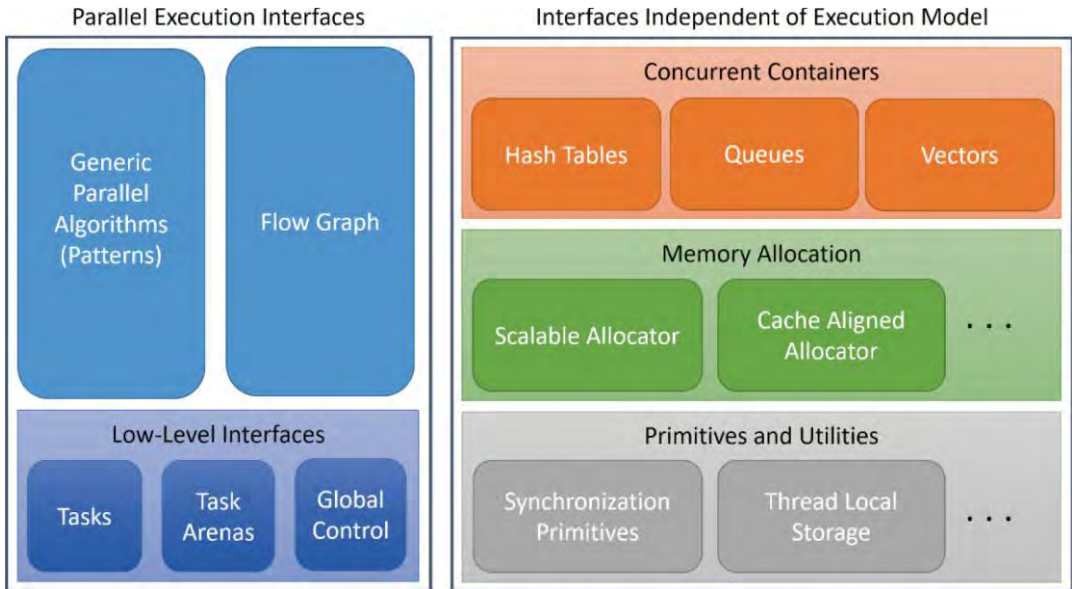 Parallel Execution Interfaces
Generic
Parallel
Algorithms
(Patterns)
Flow Graph
Low-Level Interfaces
Tasks
Task
Arenas
Global
Control
Interfaces Independent of Execution Model
Concurrent Containers
Hash Tables
Queues
Vectors
Memory Allocation
Scalable Allocator
Cache Aligned
Allocator
. . .
Primitives and Utilities
Synchronization
Primitives
Thread Local
Storage
. . .